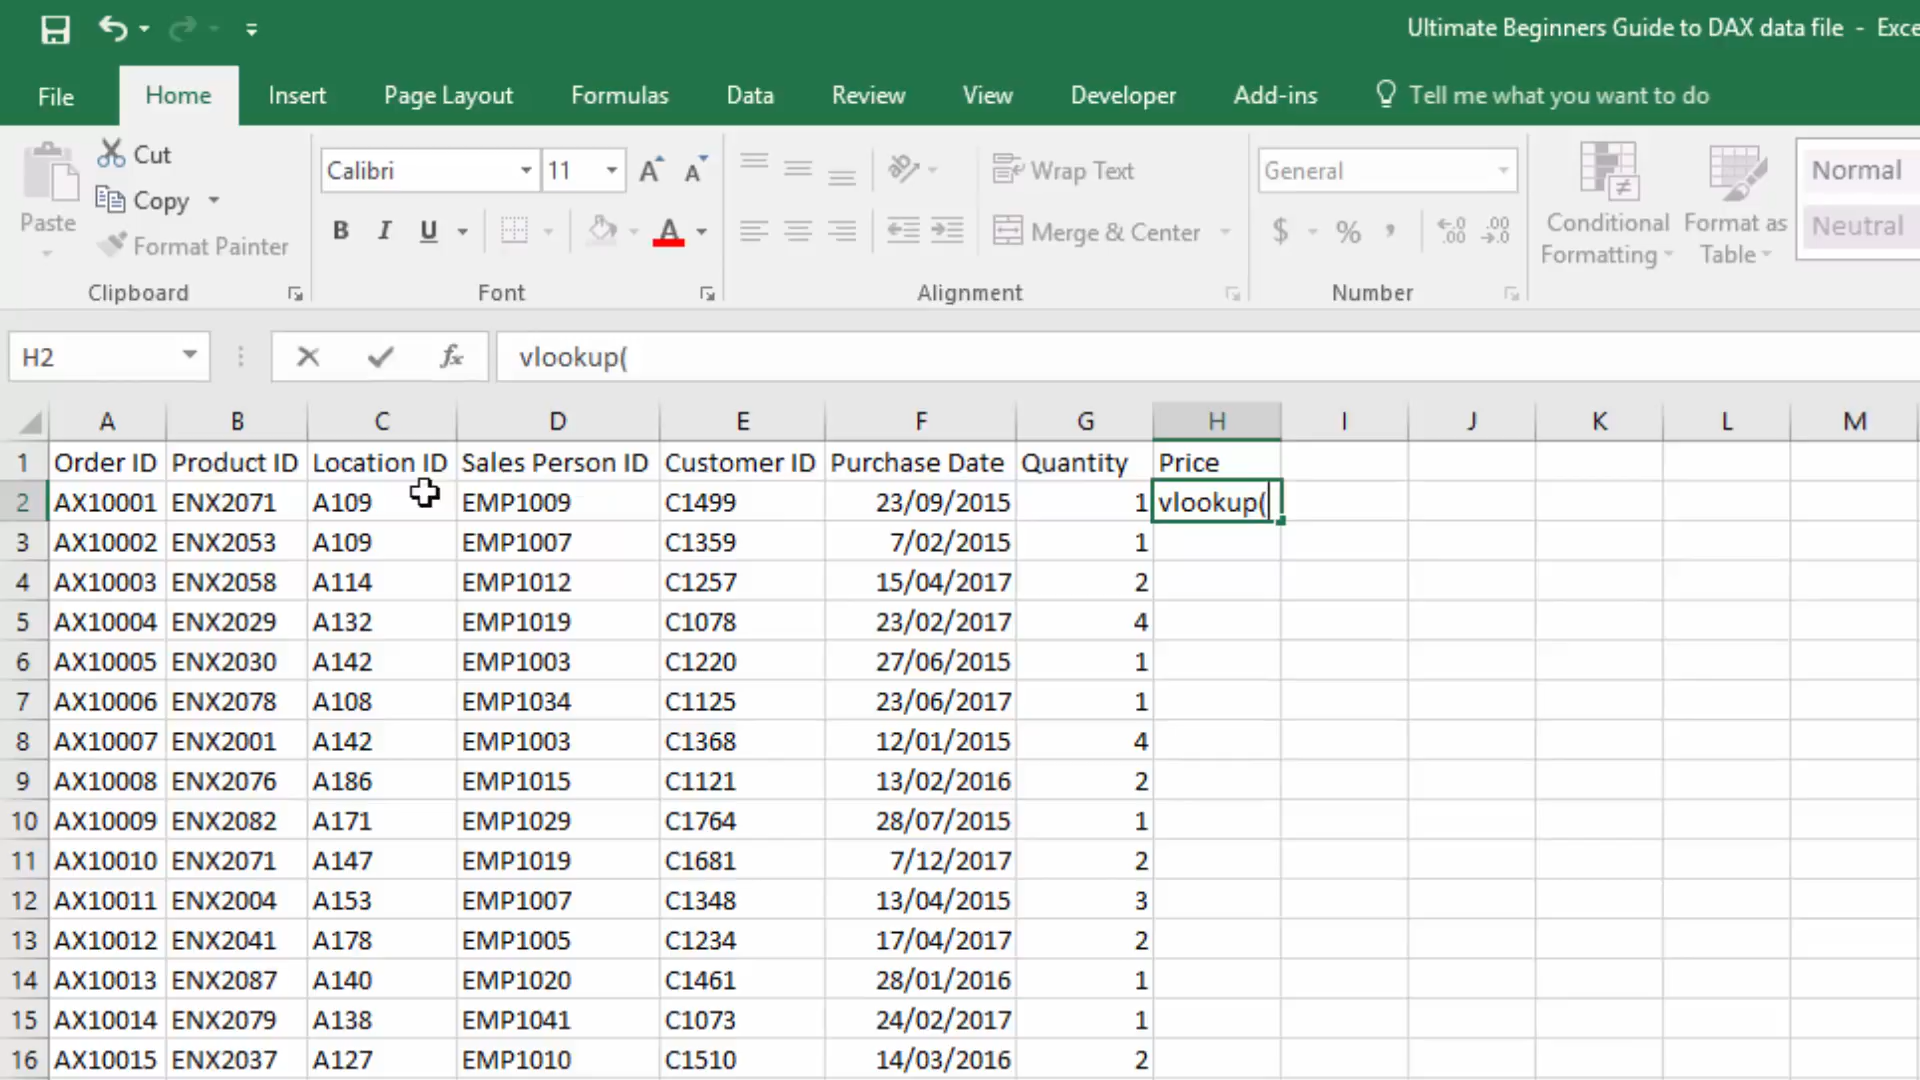 Ultimate Beginners Guide to DAX data file - Exce
File Home Insert Page Layout Formulas Data Review View Developer Add-ins Tell me what you want to do
Paste
Cut
Copy
Format Painter
Clipboard
Calibri 11
B I U A
Font
Wrap Text
Merge & Center
Alignment
General
$ % ,
Number
Conditional Formatting
Format as Table
Normal
Neutral
H2 fx vlookup(
A B C D E F G H I J K L M
1 Order ID Product ID Location ID Sales Person ID Customer ID Purchase Date Quantity Price
2 AX10001 ENX2071 A109 EMP1009 C1499 23/09/2015 1 vlookup(
3 AX10002 ENX2053 A109 EMP1007 C1359 7/02/2015 1
4 AX10003 ENX2058 A114 EMP1012 C1257 15/04/2017 2
5 AX10004 ENX2029 A132 EMP1019 C1078 23/02/2017 4
6 AX10005 ENX2030 A142 EMP1003 C1220 27/06/2015 1
7 AX10006 ENX2078 A108 EMP1034 C1125 23/06/2017 1
8 AX10007 ENX2001 A142 EMP1003 C1368 12/01/2015 4
9 AX10008 ENX2076 A186 EMP1015 C1121 13/02/2016 2
10 AX10009 ENX2082 A171 EMP1029 C1764 28/07/2015 1
11 AX10010 ENX2071 A147 EMP1019 C1681 7/12/2017 2
12 AX10011 ENX2004 A153 EMP1007 C1348 13/04/2015 3
13 AX10012 ENX2041 A178 EMP1005 C1234 17/04/2017 2
14 AX10013 ENX2087 A140 EMP1020 C1461 28/01/2016 1
15 AX10014 ENX2079 A138 EMP1041 C1073 24/02/2017 1
16 AX10015 ENX2037 A127 EMP1010 C1510 14/03/2016 2